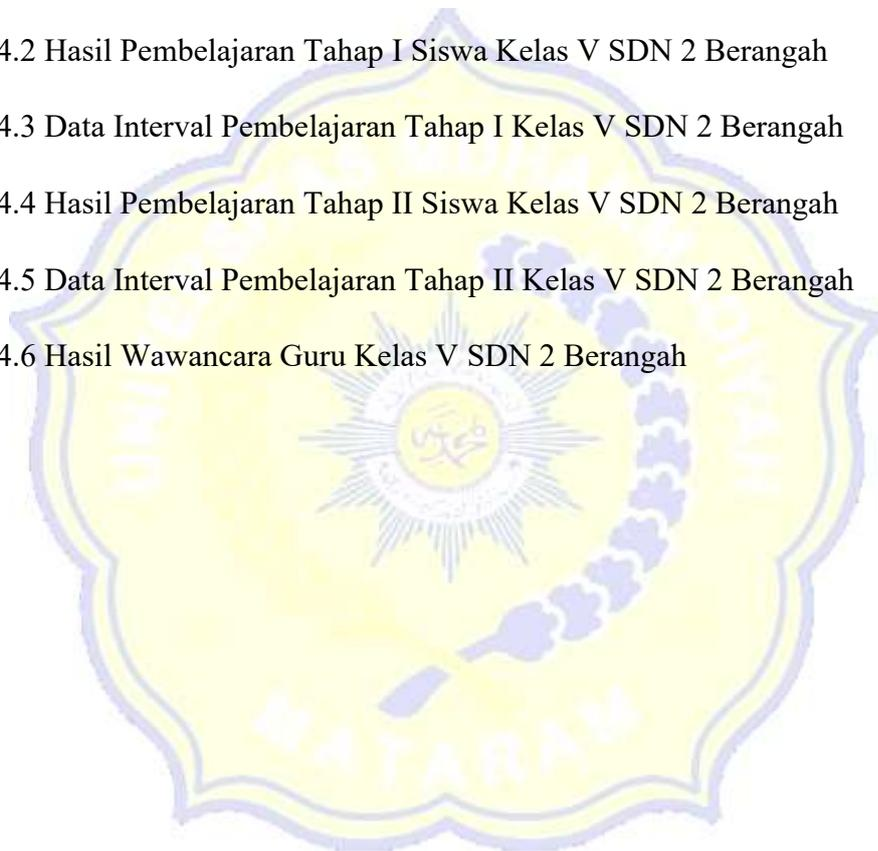 4.2 Hasil Pembelajaran Tahap I Siswa Kelas V SDN 2 Berangah
4.3 Data Interval Pembelajaran Tahap I Kelas V SDN 2 Berangah
4.4 Hasil Pembelajaran Tahap II Siswa Kelas V SDN 2 Berangah
4.5 Data Interval Pembelajaran Tahap II Kelas V SDN 2 Berangah
4.6 Hasil Wawancara Guru Kelas V SDN 2 Berangah
UNIVERSITAS MUHAMMADIYAH
MATARAM